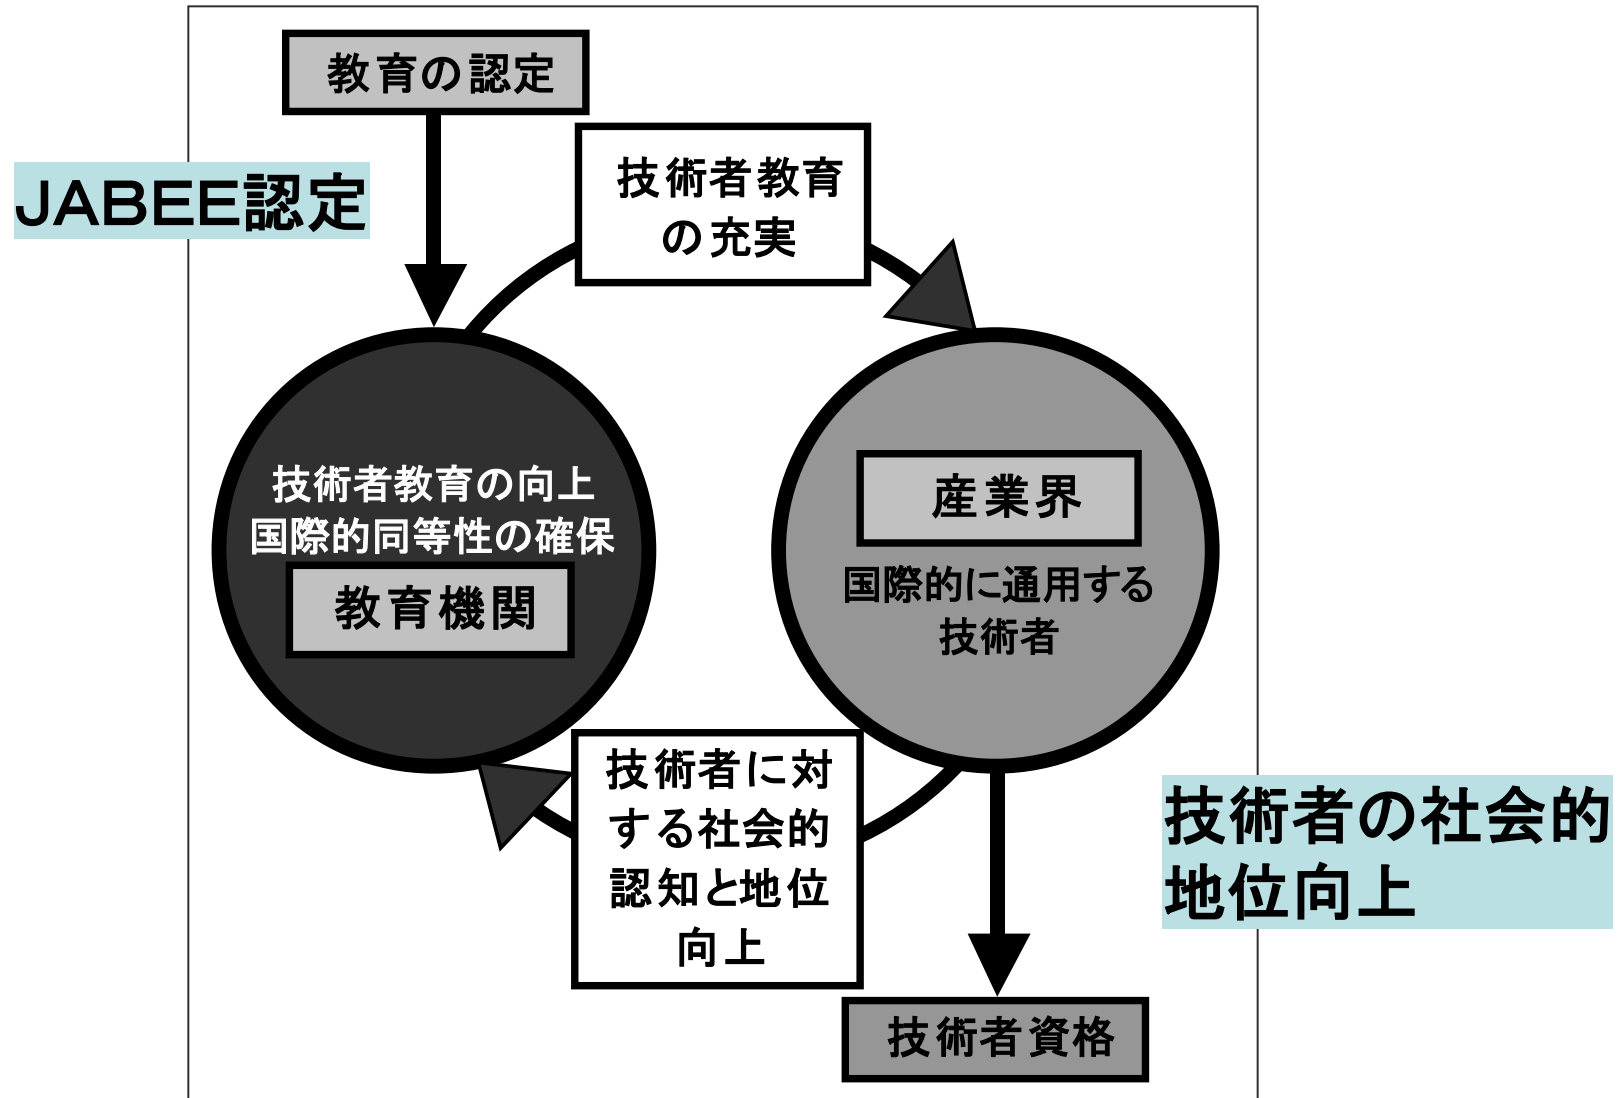 教育の認定
JABEE認定
技術者教育
の充実
技術者教育の向上
国際的同等性の確保
教育機関
産業界
国際的に通用する
技術者
技術者に対
する社会的
認知と地位
向上
技術者の社会的
地位向上
技術者資格